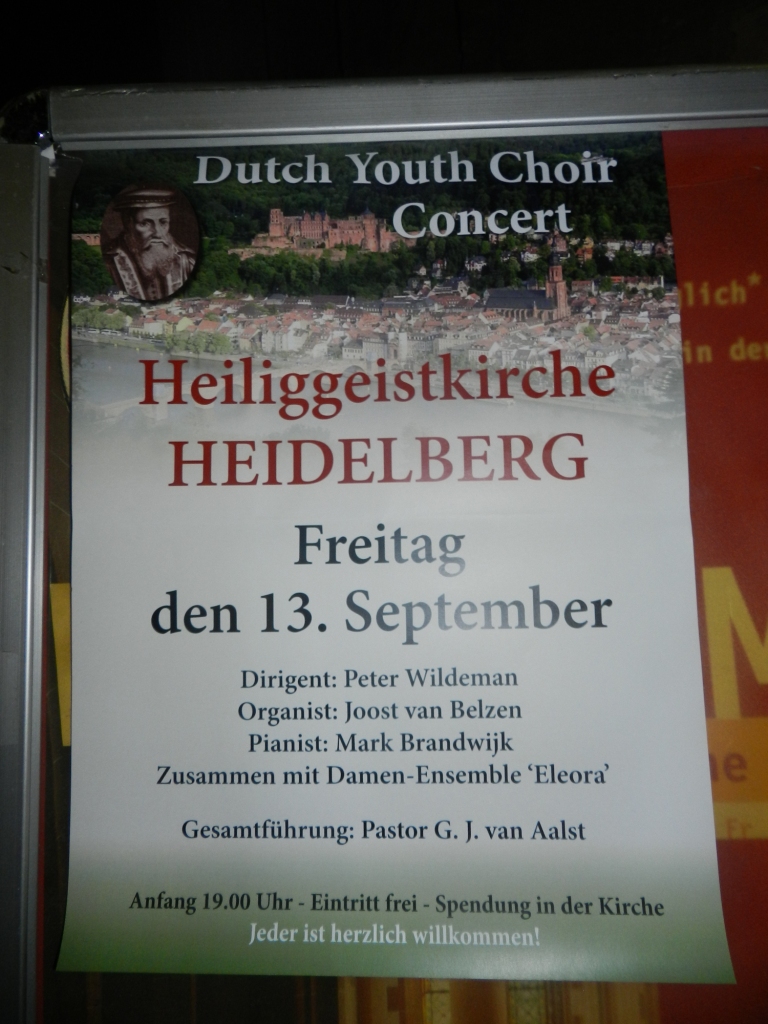 Dutch Youth Choir
Concert
Heiliggeistkirche
HEIDELBERG
Freitag
den 13. September
Dirigent: Peter Wildeman
Organist: Joost van Belzen
Pianist: Mark Brandwijk
Zusammen mit Damen-Ensemble ‘Eleora’
Gesamtführung: Pastor G. J. van Aalst
Anfang 19.00 Uhr - Eintritt frei - Spendung in der Kirche
Jeder ist herzlich willkommen!
lich*
in de
M
ne
Fr